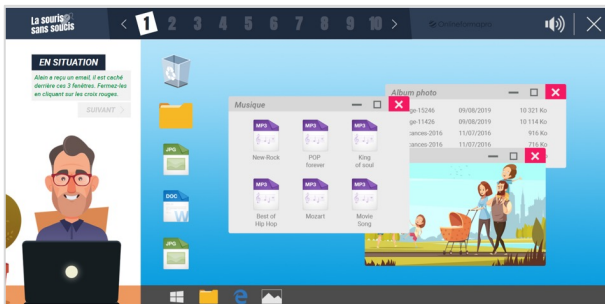 La souris
sans soucis
1 2 3 4 5 6 7 8 9 10
EN SITUATION
Alain a reçu un email, il est caché
derrière ces 3 fenêtres. Fermez-les
en cliquant sur les croix rouges.
SUIVANT
JPG
DOC
W
JPG
Musique
MP3 MP3 MP3
New-Rock POP King
forever of soul
MP3 MP3 MP3
Best of Mozart Movie
Hip Hop Song
Album photo
ge-15246 09/08/2019 10 321 Ko
ge-11426 09/08/2019 10 114 Ko
cances-2016 11/07/2016 916 Ko
cances-2016 11/07/2016 716 Ko